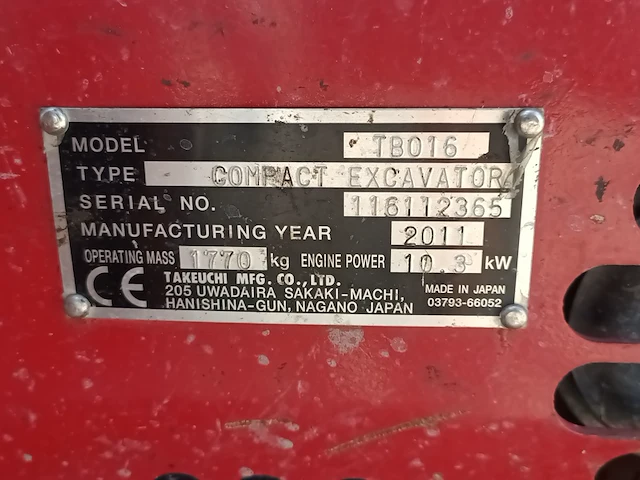 MODEL TB016
TYPE COMPACT EXCAVATOR
SERIAL NO. 116112365
MANUFACTURING YEAR 2011
OPERATING MASS 1770 kg ENGINE POWER 10.3 kW
CE TAKEUCHI MFG. CO., LTD. MADE IN JAPAN
205 UWADAIRA SAKAKI-MACHI, 03793-66052
HANISHINA-GUN, NAGANO JAPAN